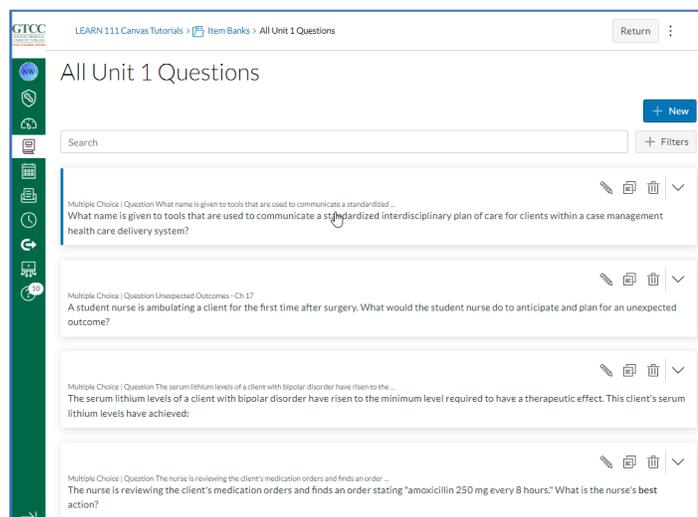 GTCC
LEARN 111 Canvas Tutorials > Item Banks > All Unit 1 Questions
Return
NW
All Unit 1 Questions
+ New
Search
+ Filters
Multiple Choice | Question What name is given to tools that are used to communicate a standardized ...
What name is given to tools that are used to communicate a standardized interdisciplinary plan of care for clients within a case management
health care delivery system?
10
Multiple Choice | Question Unexpected Outcomes - Ch 17
A student nurse is ambulating a client for the first time after surgery. What would the student nurse do to anticipate and plan for an unexpected
outcome?
Multiple Choice | Question The serum lithium levels of a client with bipolar disorder have risen to the ...
The serum lithium levels of a client with bipolar disorder have risen to the minimum level required to have a therapeutic effect. This client's serum
lithium levels have achieved:
Multiple Choice | Question The nurse is reviewing the client's medication orders and finds an order ...
The nurse is reviewing the client's medication orders and finds an order stating "amoxicillin 250 mg every 8 hours." What is the nurse's best
action?